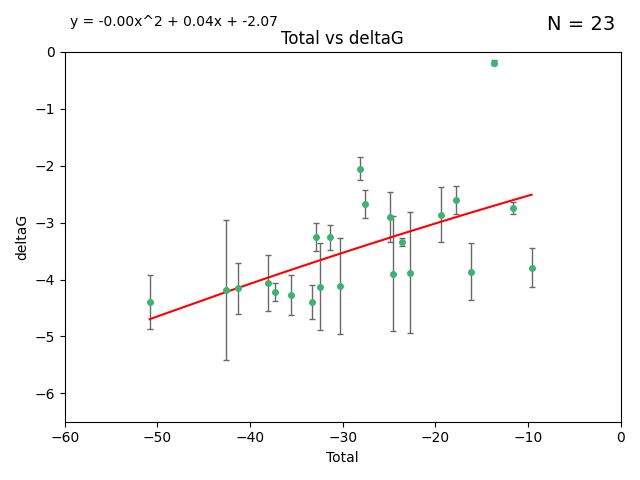 y = -0.00x^2 + 0.04x + -2.07
N = 23
Total vs deltaG
0
−1
−2
−3
−4
−5
−6
deltaG
−60 −50 −40 −30 −20 −10 0
Total